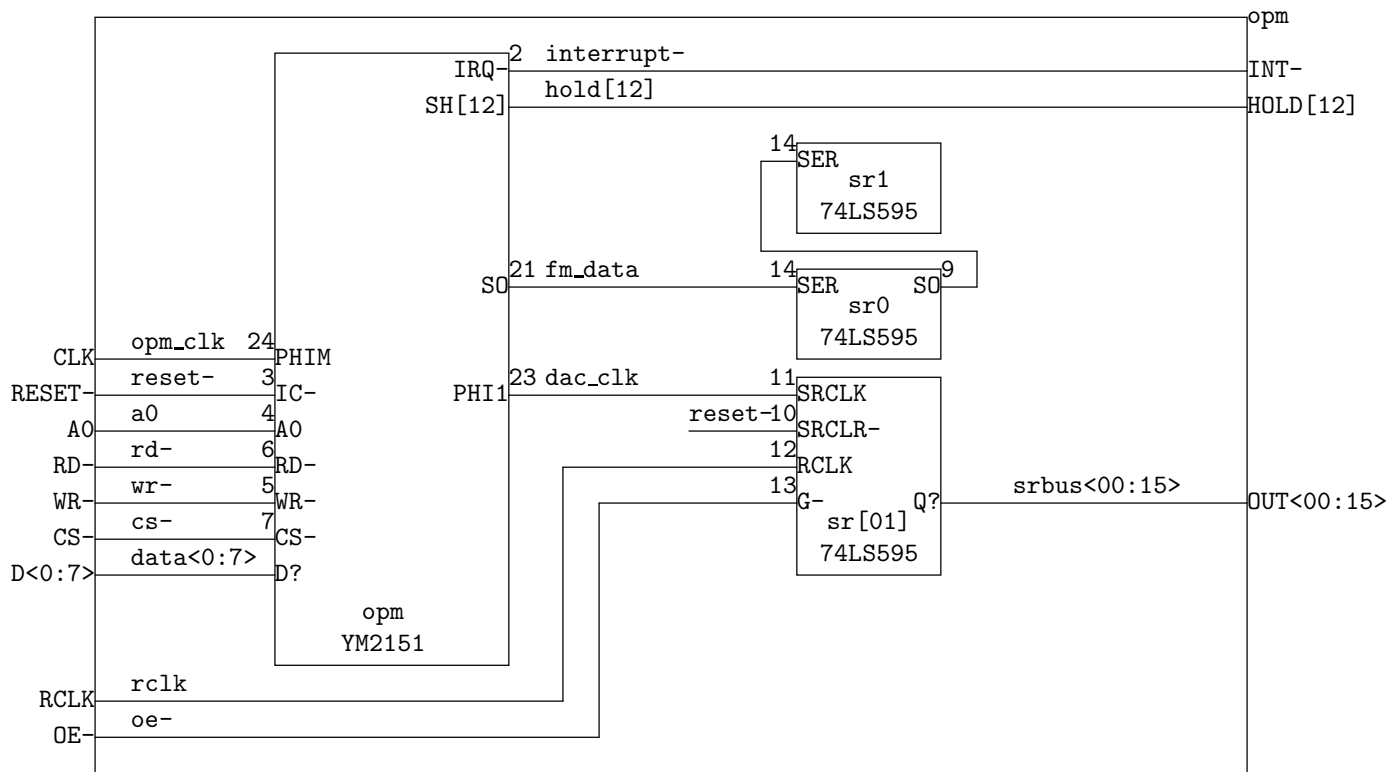 opm
2 interrupt-
IRQ- INT-
hold[12]
SH[12] HOLD[12]
14
SER
sr1
74LS595
21 fm_data 14 9
SO SER SO
sr0
74LS595
opm_clk 24
CLK PHIM
reset- 3 23 dac_clk 11
RESET- IC- PHI1 SRCLK
a0 4 reset- 10
A0 A0 SRCLR-
rd- 6 12
RD- RD- RCLK
wr- 5 13 srbus<00:15>
WR- WR- G- Q? OUT<00:15>
cs- 7 sr[01]
CS- CS- 74LS595
data<0:7>
D<0:7> D?
opm
YM2151
rclk
RCLK
oe-
OE-